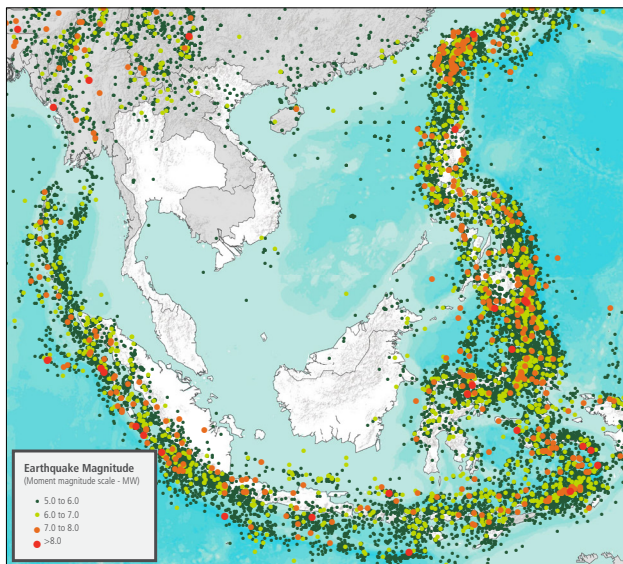 Earthquake Magnitude
(Moment magnitude scale - MW)
5.0 to 6.0
6.0 to 7.0
7.0 to 8.0
>8.0